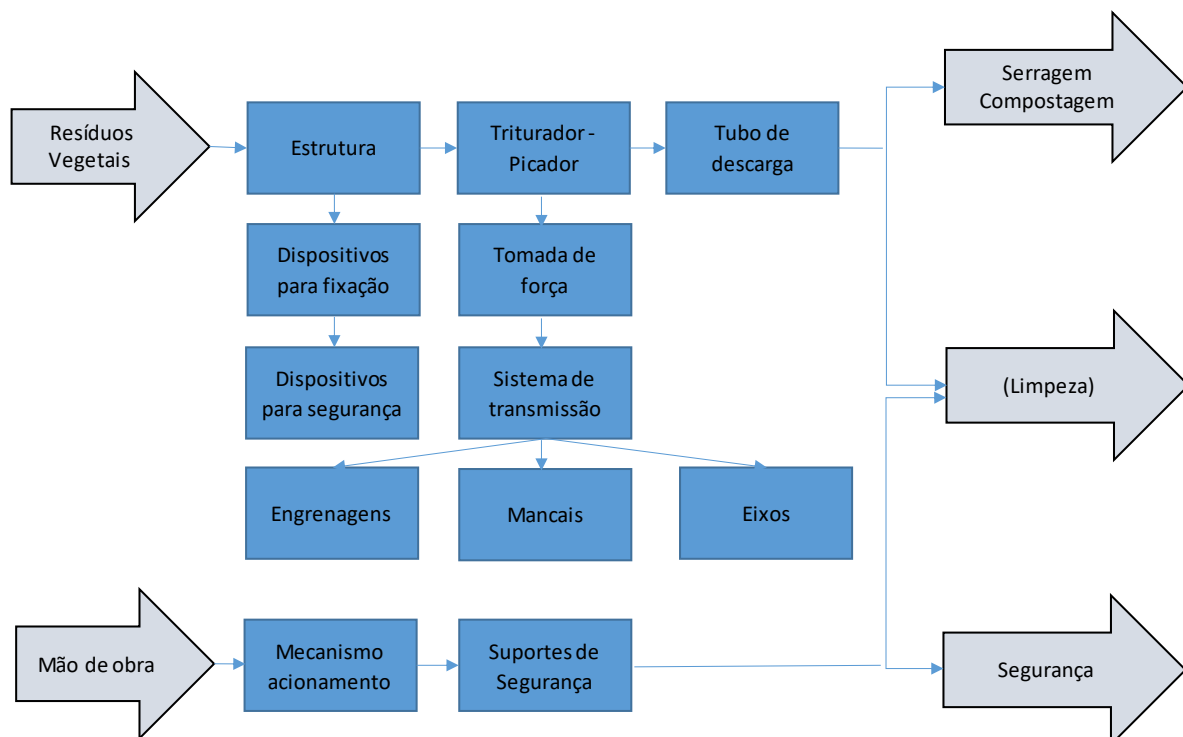 Serragem
Compostagem
Resíduos
Vegetais
Estrutura
Triturador -
Picador
Tubo de
descarga
Dispositivos
para fixação
Tomada de
força
Dispositivos
para segurança
Sistema de
transmissão
(Limpeza)
Engrenagens
Mancais
Eixos
Mão de obra
Mecanismo
acionamento
Suportes de
Segurança
Segurança